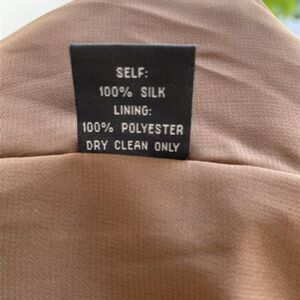 SELF:
100% SILK
LINING:
100% POLYESTER
DRY CLEAN ONLY